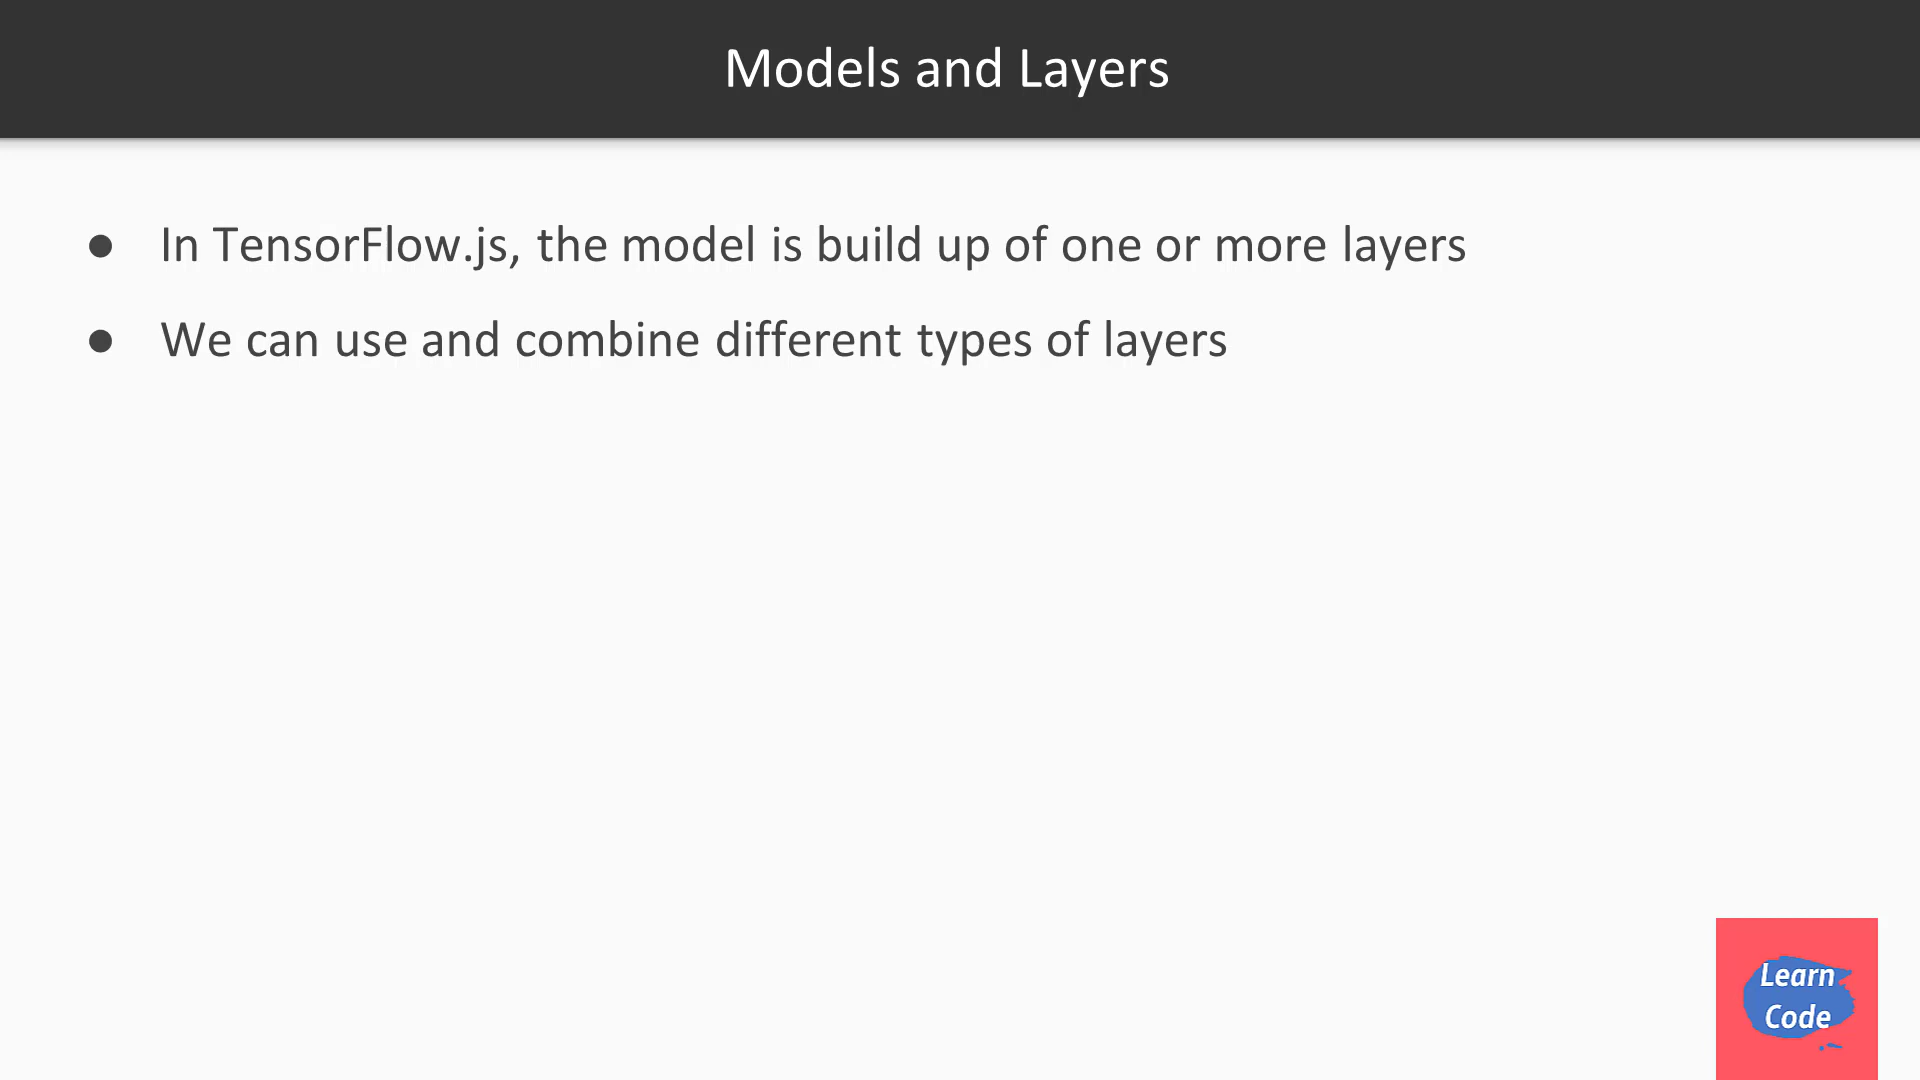 Models and Layers
● In TensorFlow.js, the model is build up of one or more layers
● We can use and combine different types of layers
Learn
Code